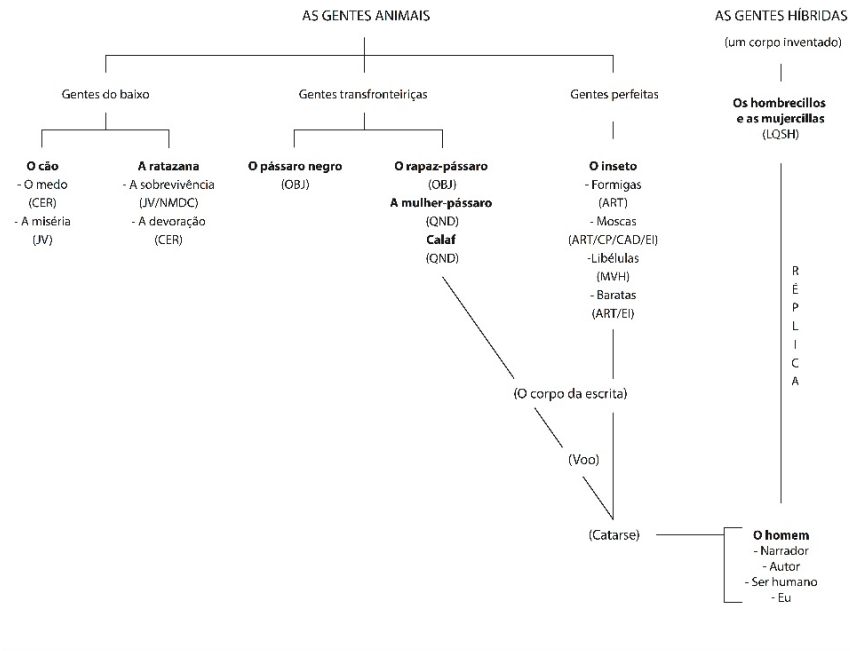 AS GENTES ANIMAIS
AS GENTES HÍBRIDAS
(um corpo inventado)
Gentes do baixo
Gentes transfronteiriças
Gentes perfeitas
Os hombrecillos
e as mujercillas
(LQSH)
O cão
- O medo
(CER)
- A miséria
(JV)
A ratazana
- A sobrevivência
(JV/NMDC)
- A devoração
(CER)
O pássaro negro
(OBJ)
O rapaz-pássaro
(OBJ)
A mulher-pássaro
(QND)
Calaf
(QND)
O inseto
- Formigas
(ART)
- Moscas
(ART/CP/CAD/EI)
-Libélulas
(MVH)
- Baratas
(ART/EI)
R
É
P
L
I
C
A
(O corpo da escrita)
(Voo)
(Catarse)
O homem
- Narrador
- Autor
- Ser humano
- Eu